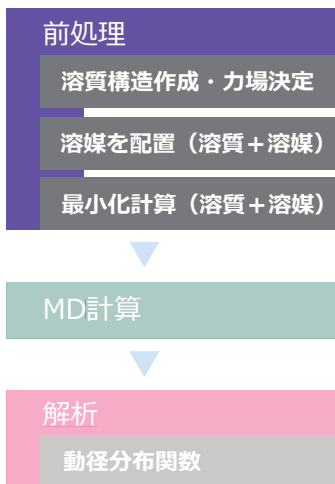 前処理
溶質構造作成・力場決定
溶媒を配置（溶質＋溶媒）
最小化計算（溶質＋溶媒）
MD計算
解析
動径分布関数